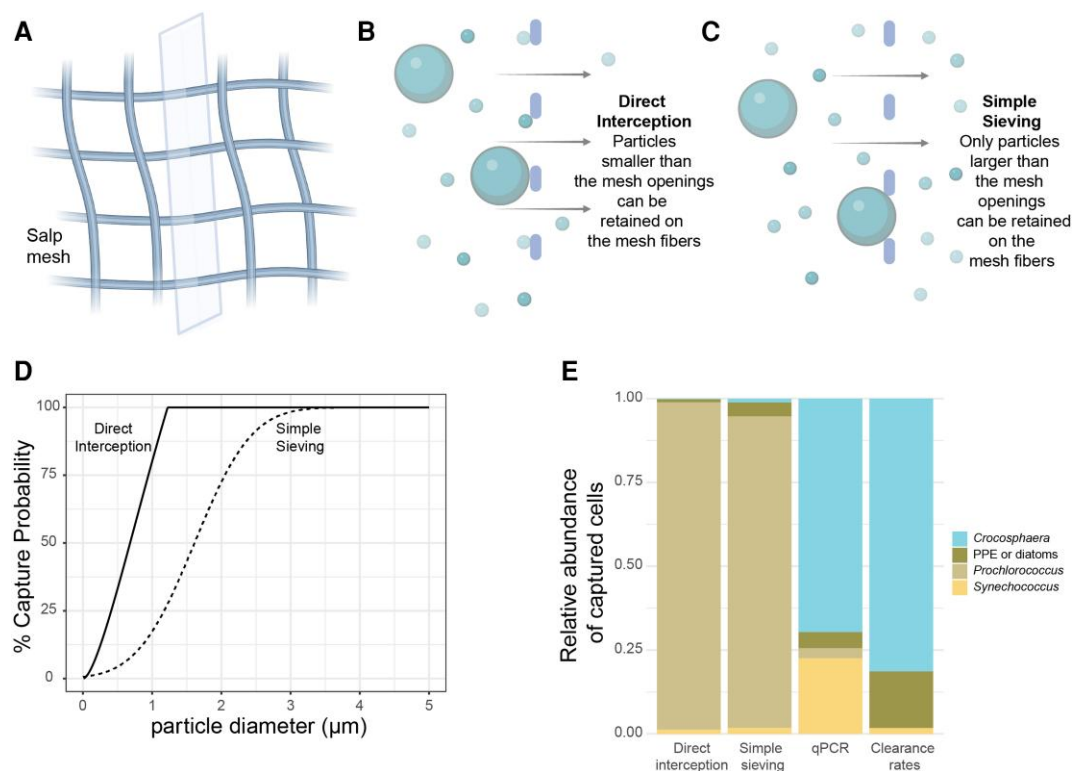 A
Salp
mesh
B
Direct
Interception
Particles
smaller than
the mesh openings
can be
retained on
the mesh fibers
C
Simple
Sieving
Only particles
larger than
the mesh
openings
can be retained
on the
mesh fibers
D
% Capture Probability
100
75
50
25
0
Direct
Interception
Simple
Sieving
0 1 2 3 4 5
particle diameter (µm)
E
Relative abundance
of captured cells
1.00
0.75
0.50
0.25
0.00
Direct
interception
Simple
sieving
qPCR
Clearance
rates
Crocosphaera
PPE or diatoms
Prochlorococcus
Synechococcus